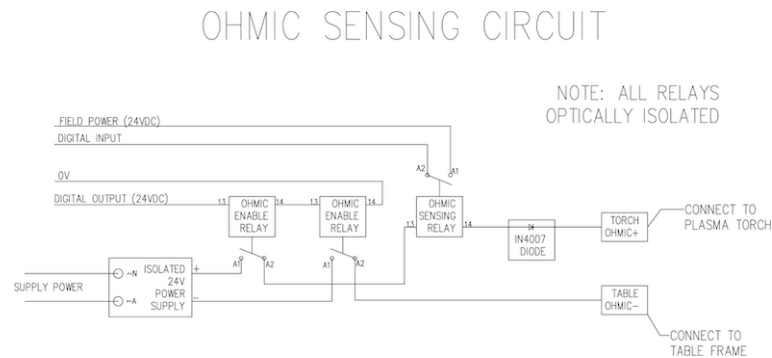 OHMIC SENSING CIRCUIT
NOTE: ALL RELAYS
OPTICALLY ISOLATED
FIELD POWER (24VDC)
DIGITAL INPUT
A2
A1
0V
DIGITAL OUTPUT (24VDC)
13
OHMIC
ENABLE
RELAY
14
13
OHMIC
ENABLE
RELAY
14
13
OHMIC
SENSING
RELAY
14
IN4007
DIODE
TORCH
OHMIC+
CONNECT TO
PLASMA TORCH
A1
A2
A1
A2
SUPPLY POWER
~N
~A
ISOLATED
24V
POWER
SUPPLY
+
-
TABLE
OHMIC-
CONNECT TO
TABLE FRAME